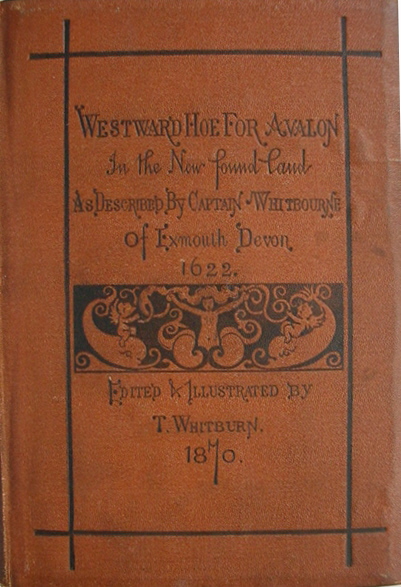 WESTWARD HOE FOR AVALON
In the New found Land
AS DESCRIBED BY CAPTAIN WHITBOURNE
Of Exmouth Devon
1622.
EDITED & ILLUSTRATED BY
T. WHITBURN.
1870.